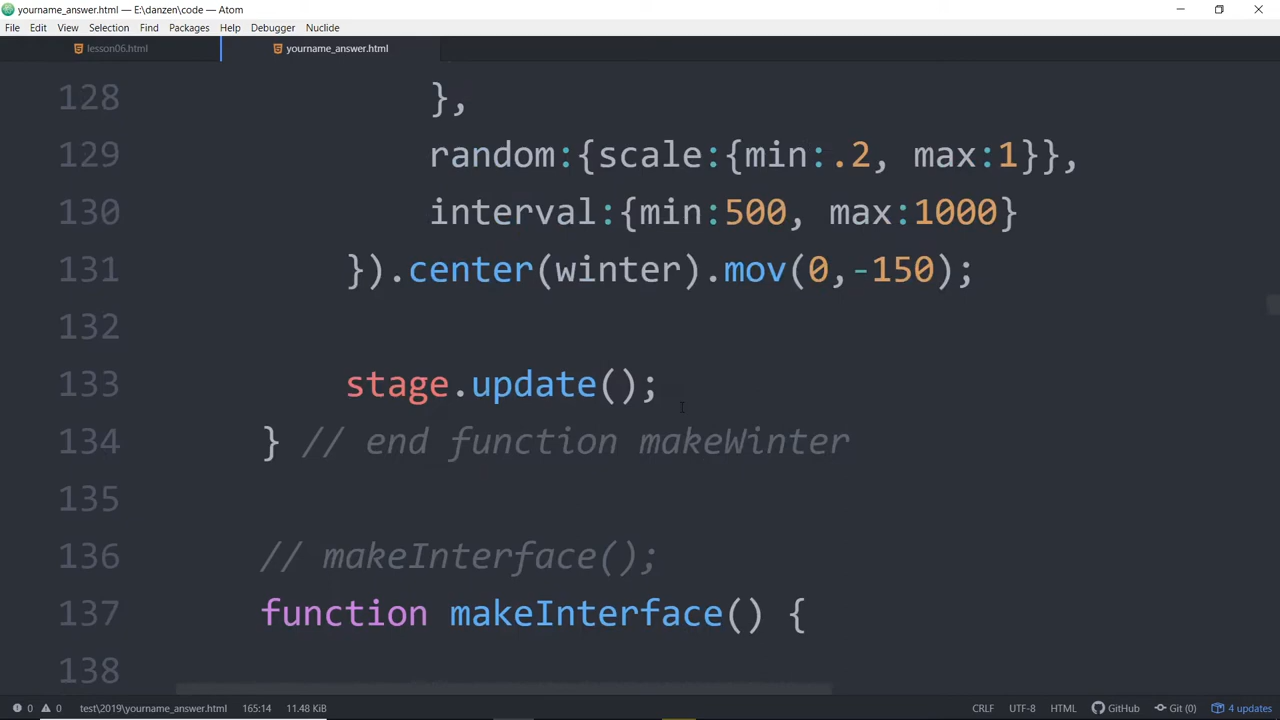 yourname_answer.html — E:\danzen\code — Atom
File Edit View Selection Find Packages Help Debugger Nuclide
lesson06.html yourname_answer.html
128 },
129 random:{scale:{min:.2, max:1}},
130 interval:{min:500, max:1000}
131 }).center(winter).mov(0,-150);
132
133 stage.update();
134 } // end function makeWinter
135
136 // makeInterface();
137 function makeInterface() {
138
0 0 test\2019\yourname_answer.html 165:14 11.48 KiB CRLF UTF-8 HTML GitHub Git (0) 4 updates